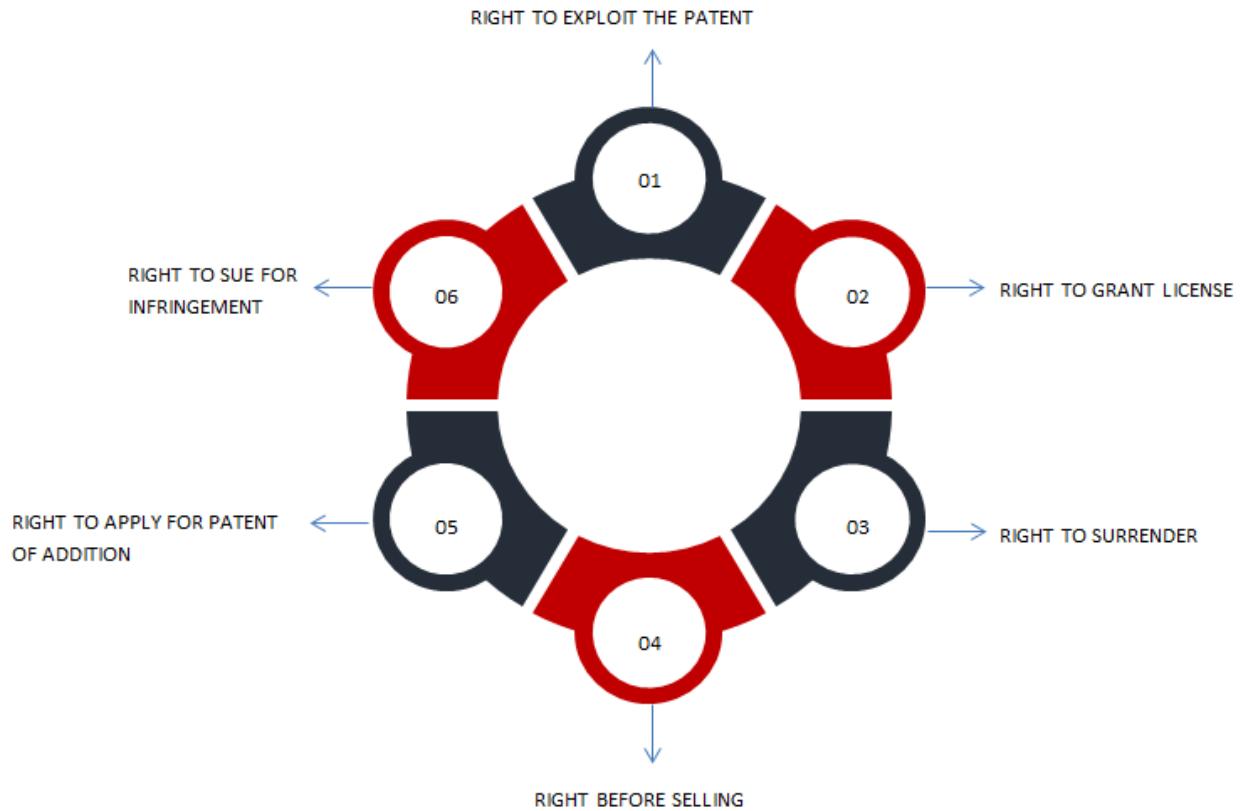 RIGHT TO EXPLOIT THE PATENT
01
RIGHT TO SUE FOR
INFRINGEMENT
06
02
RIGHT TO GRANT LICENSE
RIGHT TO APPLY FOR PATENT
OF ADDITION
05
03
RIGHT TO SURRENDER
04
RIGHT BEFORE SELLING